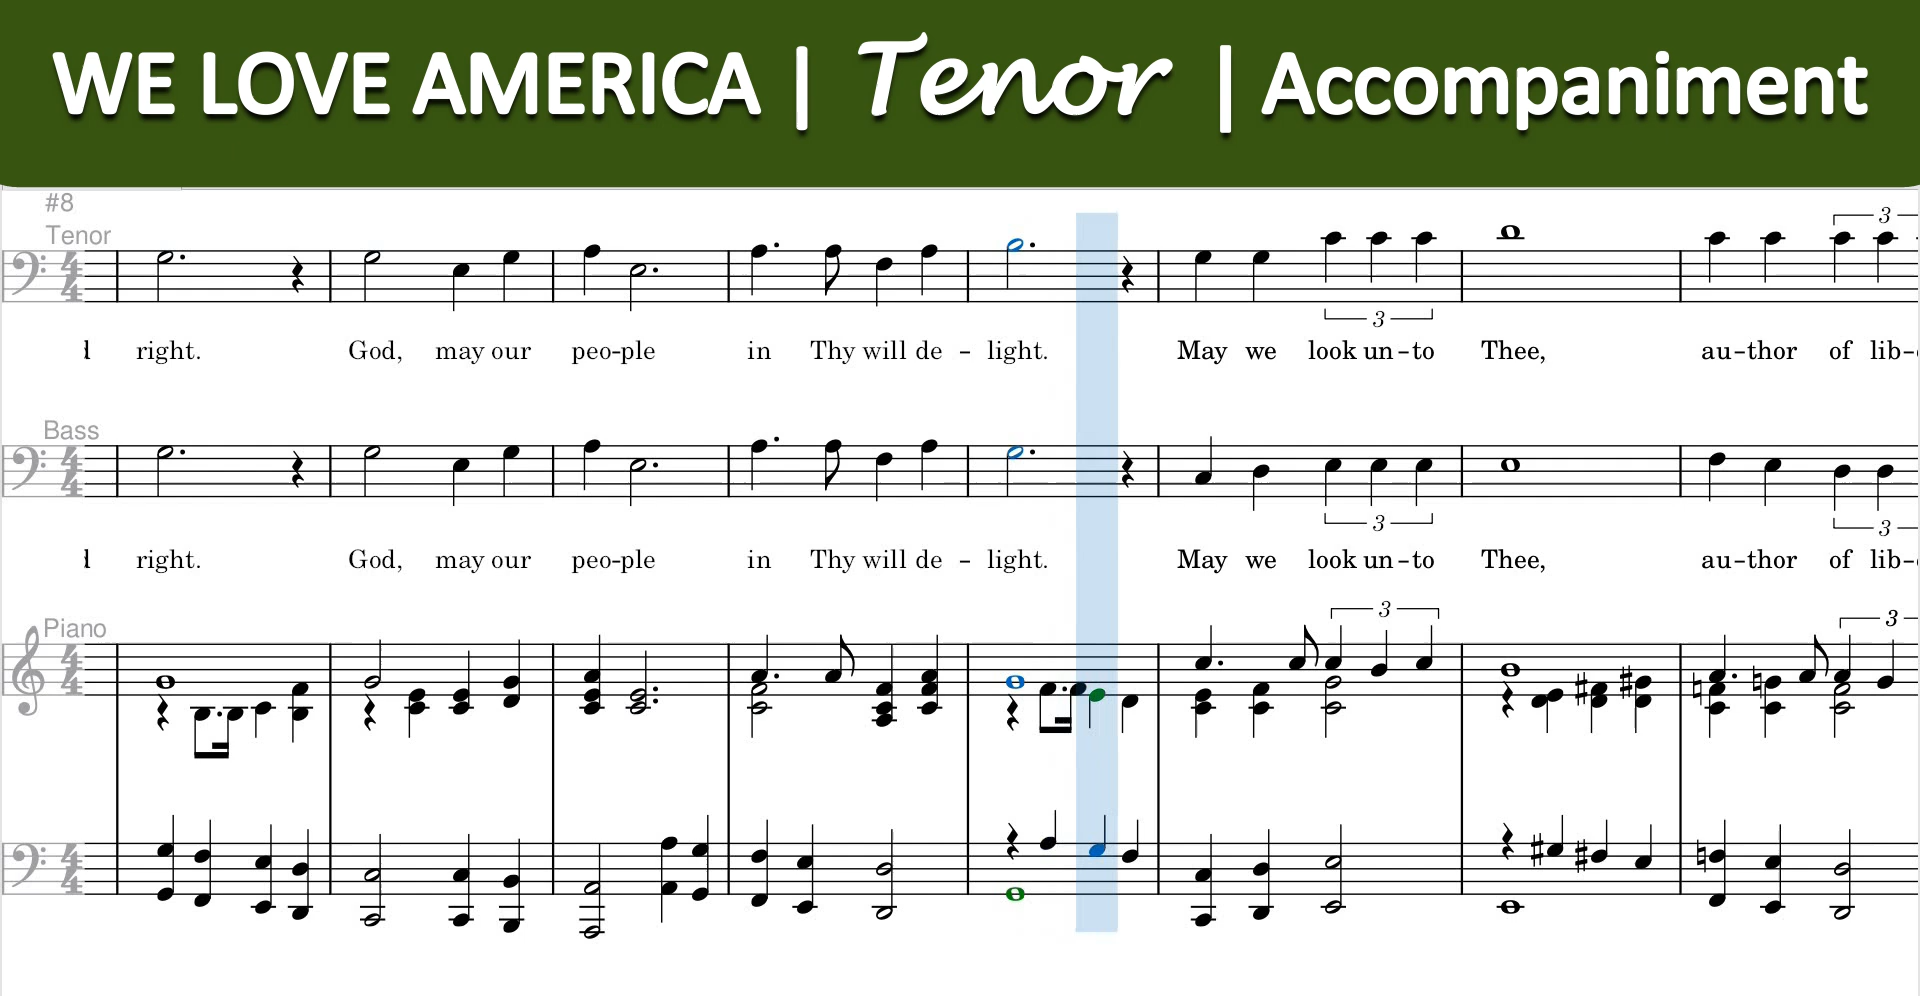 WE LOVE AMERICA | Tenor | Accompaniment
#8
Tenor
3
3
right. God, may our peo-ple in Thy will de - light. May we look un-to Thee, au-thor of lib-
Bass
3
3
right. God, may our peo-ple in Thy will de - light. May we look un-to Thee, au-thor of lib-
Piano
3
3